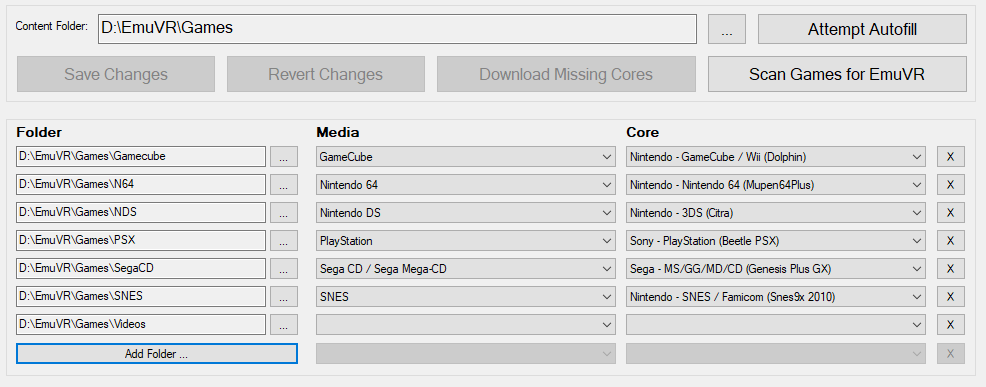 Content Folder: D:\EmuVR\Games ... Attempt Autofill
Save Changes Revert Changes Download Missing Cores Scan Games for EmuVR
Folder Media Core
D:\EmuVR\Games\Gamecube ... GameCube Nintendo - GameCube / Wii (Dolphin) X
D:\EmuVR\Games\N64 ... Nintendo 64 Nintendo - Nintendo 64 (Mupen64Plus) X
D:\EmuVR\Games\NDS ... Nintendo DS Nintendo - 3DS (Citra) X
D:\EmuVR\Games\PSX ... PlayStation Sony - PlayStation (Beetle PSX) X
D:\EmuVR\Games\SegaCD ... Sega CD / Sega Mega-CD Sega - MS/GG/MD/CD (Genesis Plus GX) X
D:\EmuVR\Games\SNES ... SNES Nintendo - SNES / Famicom (Snes9x 2010) X
D:\EmuVR\Games\Videos ... X
Add Folder ... X